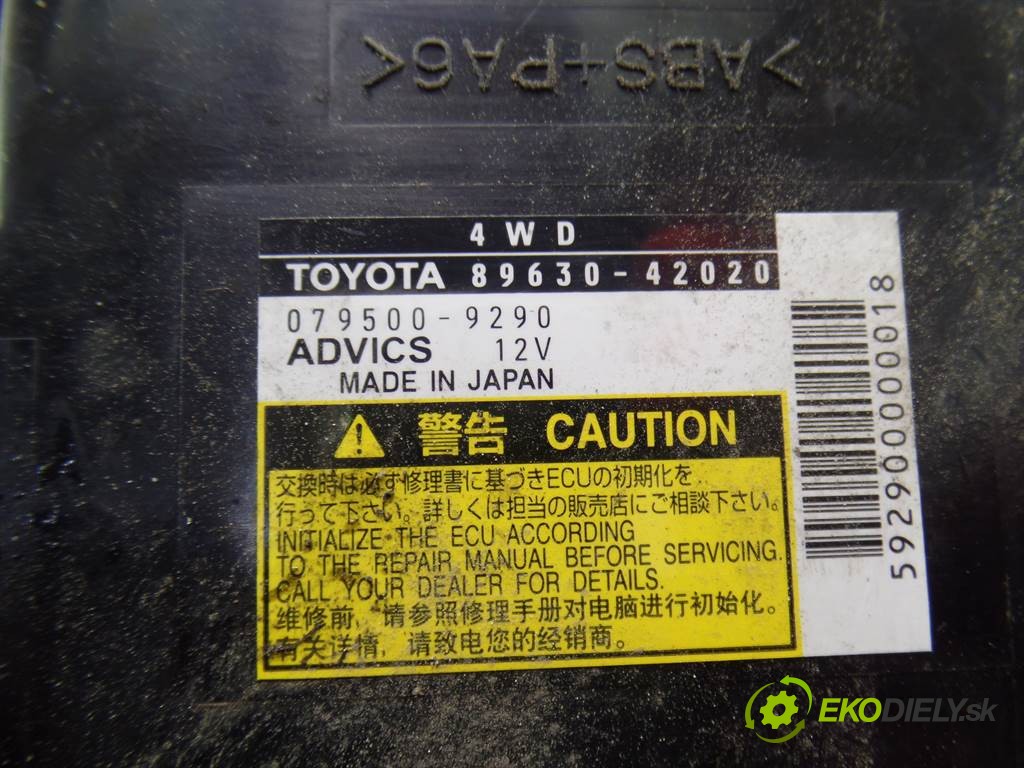 >ABS+PA6<
4WD
TOYOTA 89630-42020
079500-9290
ADVICS 12V
MADE IN JAPAN
592900000018
警告 CAUTION
交換時は必ず修理書に基づきECUの初期化を
行って下さい。詳しくは担当の販売店にご相談下さい。
INITIALIZE THE ECU ACCORDING
TO THE REPAIR MANUAL BEFORE SERVICING.
CALL YOUR DEALER FOR DETAILS.
维修前，请参照修理手册对电脑进行初始化。
有关详情，请致电您的经销商。
EKODIELY.sk